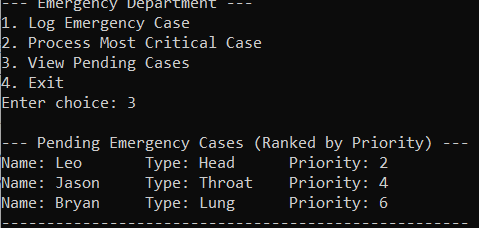 --- Emergency Department ---
1. Log Emergency Case
2. Process Most Critical Case
3. View Pending Cases
4. Exit
Enter choice: 3
--- Pending Emergency Cases (Ranked by Priority) ---
Name: Leo Type: Head Priority: 2
Name: Jason Type: Throat Priority: 4
Name: Bryan Type: Lung Priority: 6
----------------------------------------------------